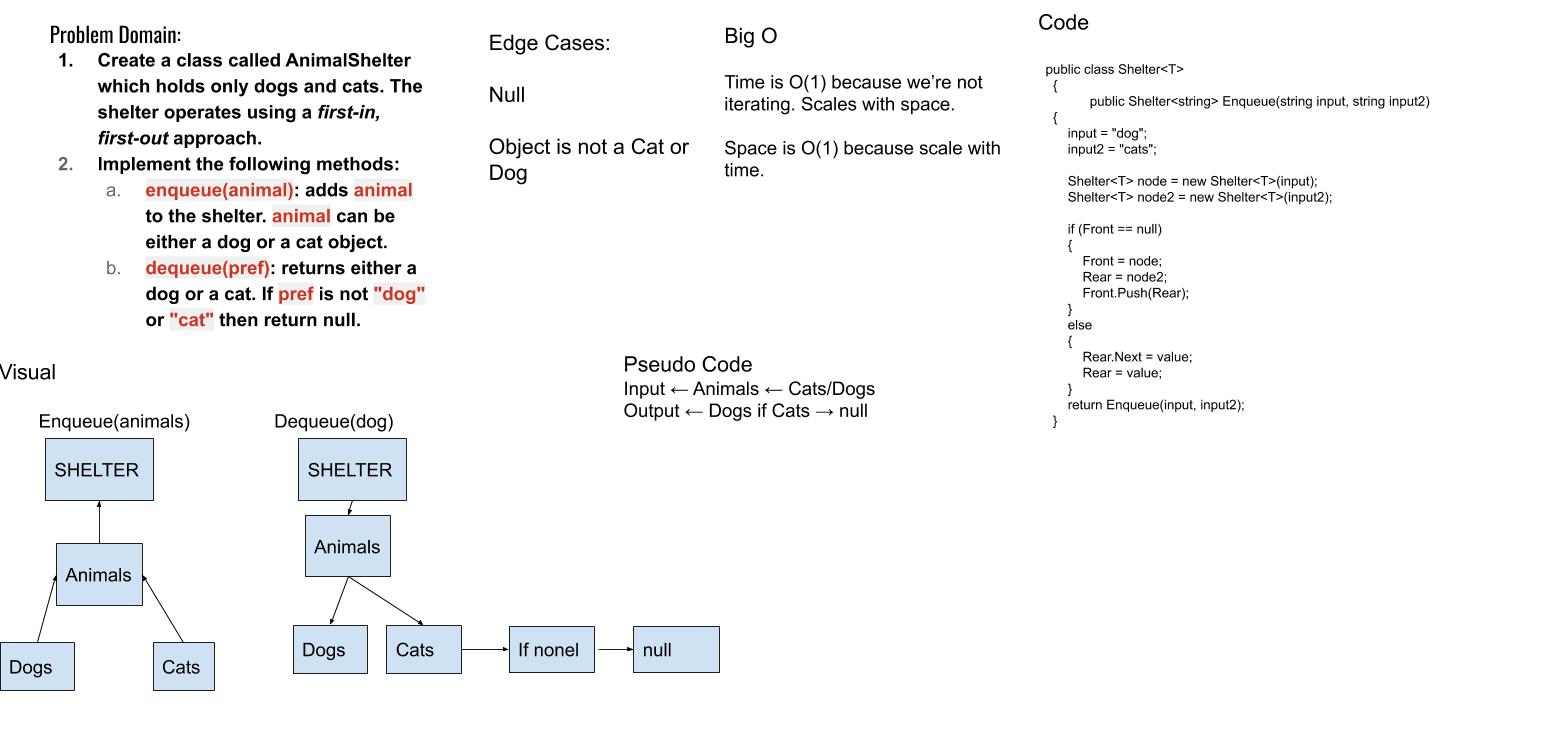 Problem Domain:
1. Create a class called AnimalShelter
which holds only dogs and cats. The
shelter operates using a first-in,
first-out approach.
2. Implement the following methods:
a. enqueue(animal): adds animal
to the shelter. animal can be
either a dog or a cat object.
b. dequeue(pref): returns either a
dog or a cat. If pref is not "dog"
or "cat" then return null.
Edge Cases:
Null
Object is not a Cat or
Dog
Big O
Time is O(1) because we're not
iterating. Scales with space.
Space is O(1) because scale with
time.
Code
public class Shelter<T>
{
public Shelter<string> Enqueue(string input, string input2)
{
input = "dog";
input2 = "cats";
Shelter<T> node = new Shelter<T>(input);
Shelter<T> node2 = new Shelter<T>(input2);
if (Front == null)
{
Front = node;
Rear = node2;
Front.Push(Rear);
}
else
{
Rear.Next = value;
Rear = value;
}
return Enqueue(input, input2);
}
Visual
Enqueue(animals)
SHELTER
Animals
Dogs
Cats
Dequeue(dog)
SHELTER
Animals
Dogs
Cats
If nonel
null
Pseudo Code
Input ← Animals ← Cats/Dogs
Output ← Dogs if Cats → null